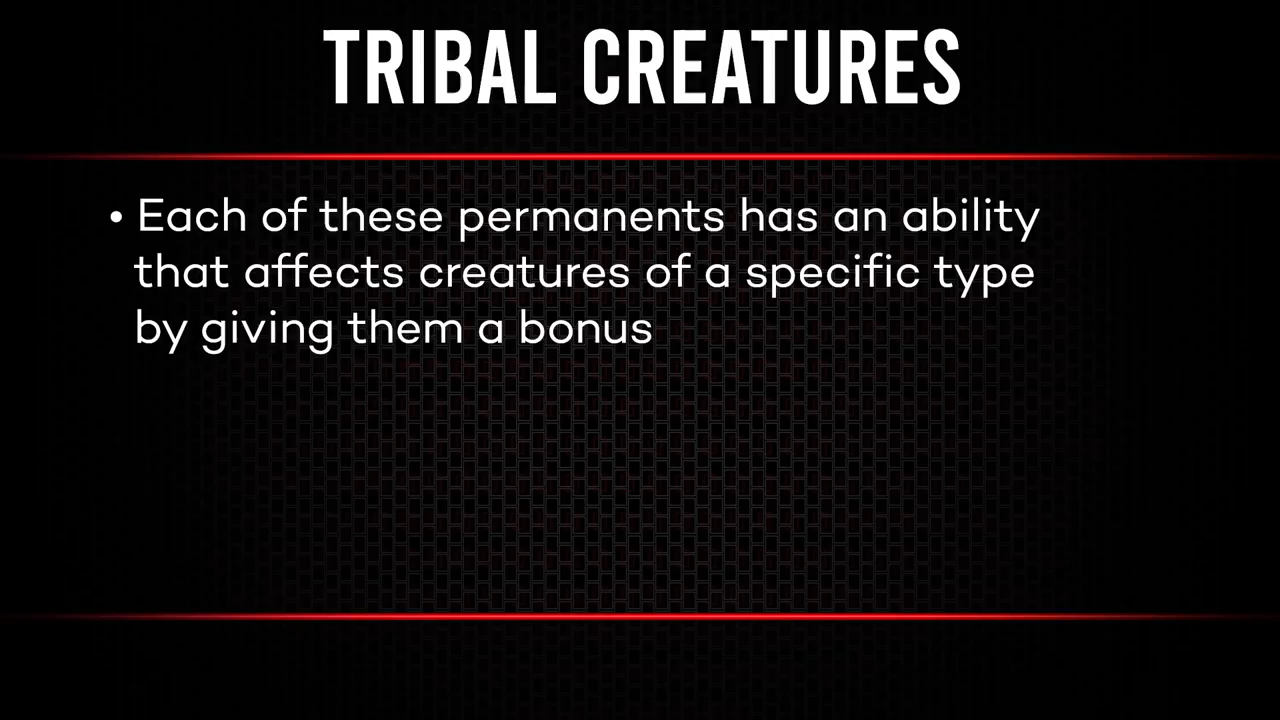 TRIBAL CREATURES
• Each of these permanents has an ability
that affects creatures of a specific type
by giving them a bonus